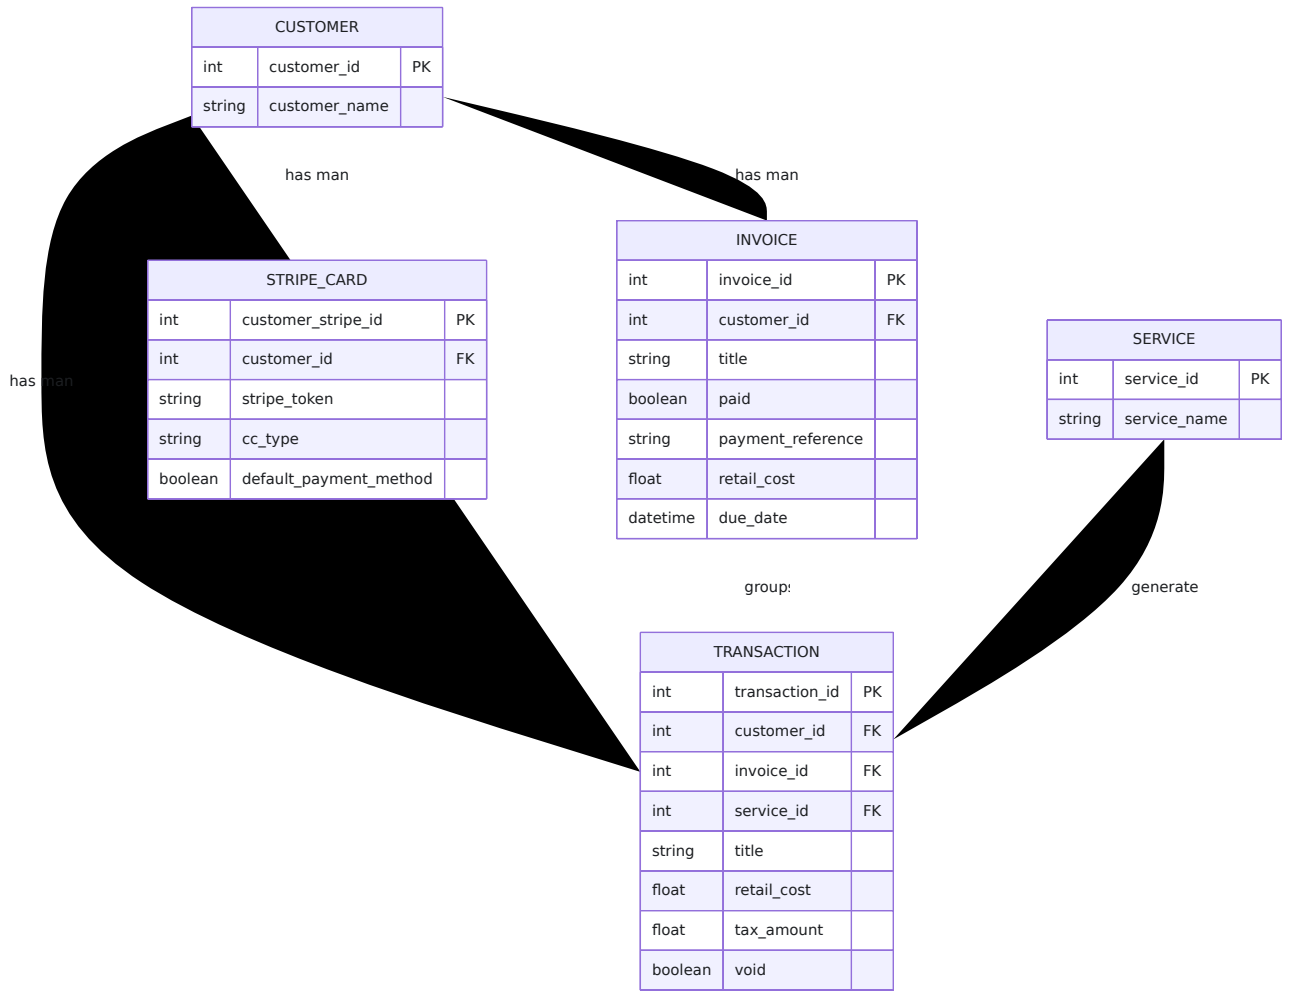 CUSTOMER
int customer_id PK
string customer_name
has man
has man
STRIPE_CARD
int customer_stripe_id PK
int customer_id FK
string stripe_token
string cc_type
boolean default_payment_method
has man
INVOICE
int invoice_id PK
int customer_id FK
string title
boolean paid
string payment_reference
float retail_cost
datetime due_date
SERVICE
int service_id PK
string service_name
groups
generate
TRANSACTION
int transaction_id PK
int customer_id FK
int invoice_id FK
int service_id FK
string title
float retail_cost
float tax_amount
boolean void